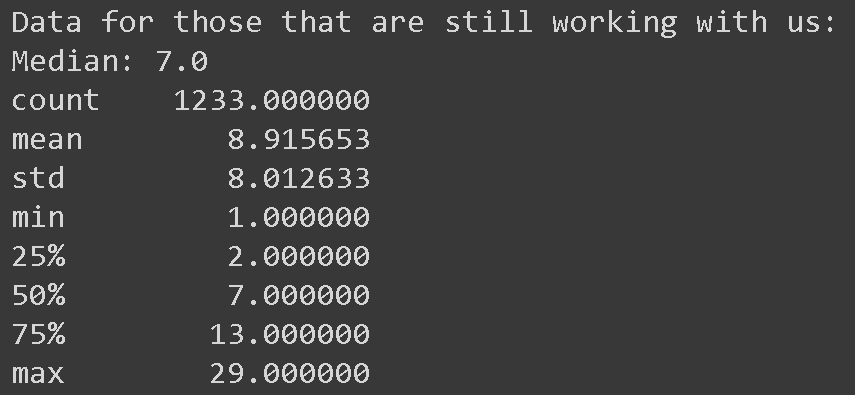 Data for those that are still working with us:
Median: 7.0
count    1233.000000
mean        8.915653
std         8.012633
min         1.000000
25%         2.000000
50%         7.000000
75%        13.000000
max        29.000000